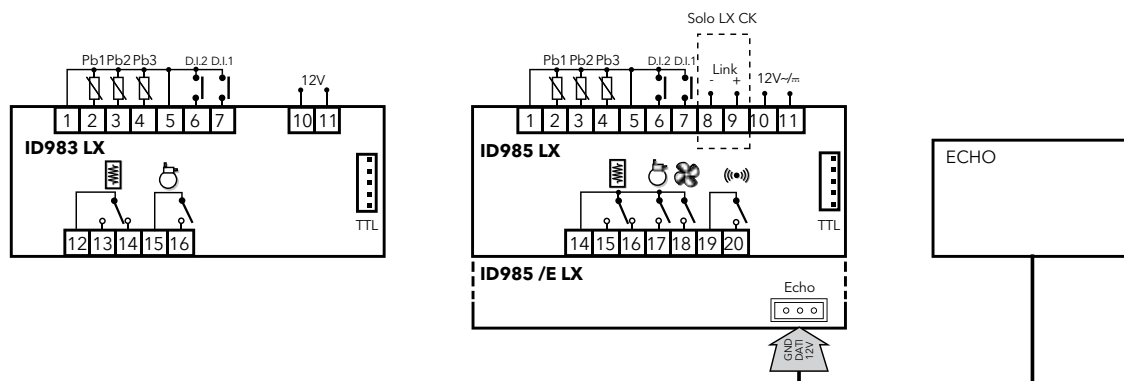 Solo LX CK
Pb1 Pb2 Pb3 D.I.2 D.I.1
12V
1 2 3 4 5 6 7 10 11
ID983 LX
TTL
12 13 14 15 16
Pb1 Pb2 Pb3 D.I.2 D.I.1
Link
- +
12V~/⎓
1 2 3 4 5 6 7 8 9 10 11
ID985 LX
TTL
14 15 16 17 18 19 20
ID985 /E LX
Echo
GND
DATI
12V
ECHO